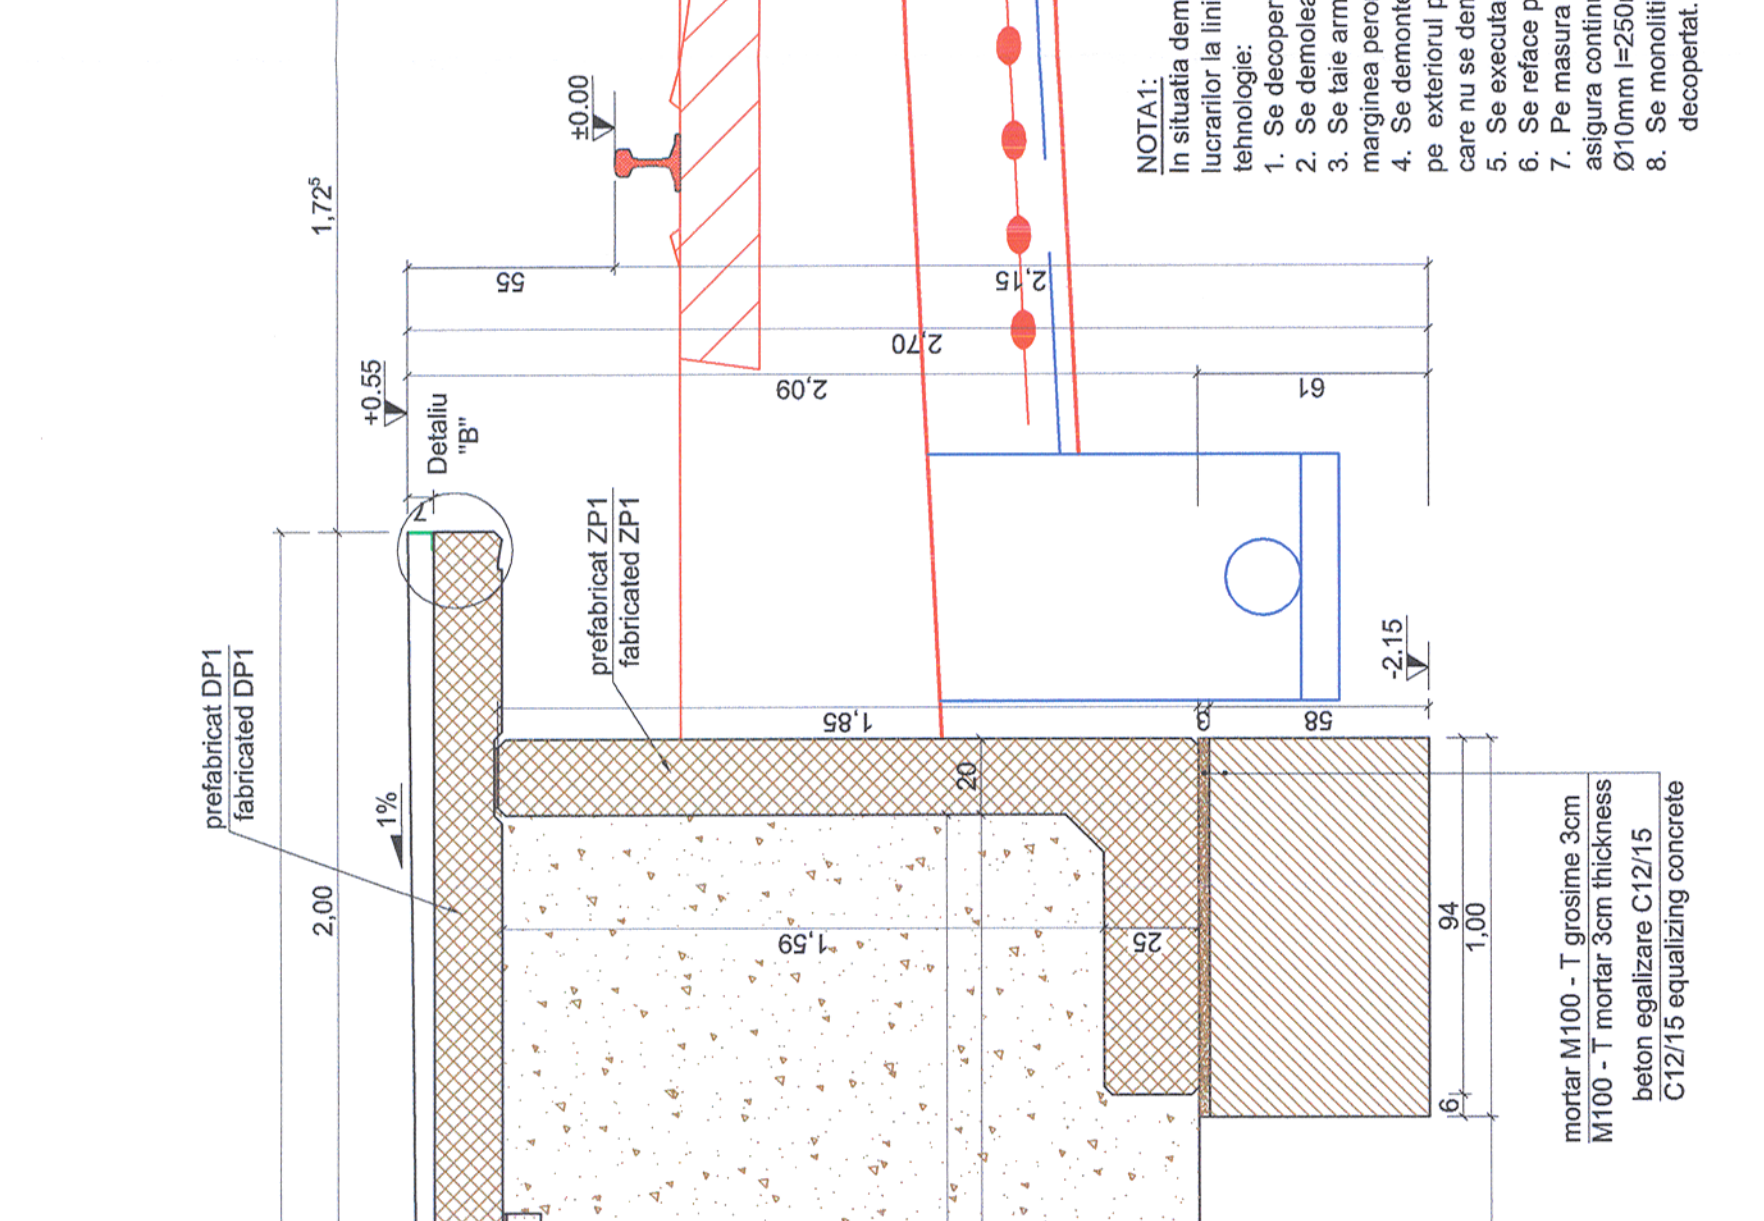 prefabricat DP1
fabricated DP1
1%
2,00
1,72⁵
+0.55
Detaliu
"B"
7
±0.00
55
2,15
2,70
2,09
61
prefabricat ZP1
fabricated ZP1
1,85
3
58
-2.15
20
1,59
25
94
1,00
6
mortar M100 - T grosime 3cm
M100 - T mortar 3cm thickness
beton egalizare C12/15
C12/15 equalizing concrete
NOTA1:
In situatia dem
lucrarilor la lini
tehnologie:
1. Se decoper
2. Se demolea
3. Se taie arm
marginea pero
4. Se demonte
pe exteriorul p
care nu se den
5. Se executa
6. Se reface p
7. Pe masura
asigura continu
Ø10mm l=250
8. Se monoliti
decopertat.